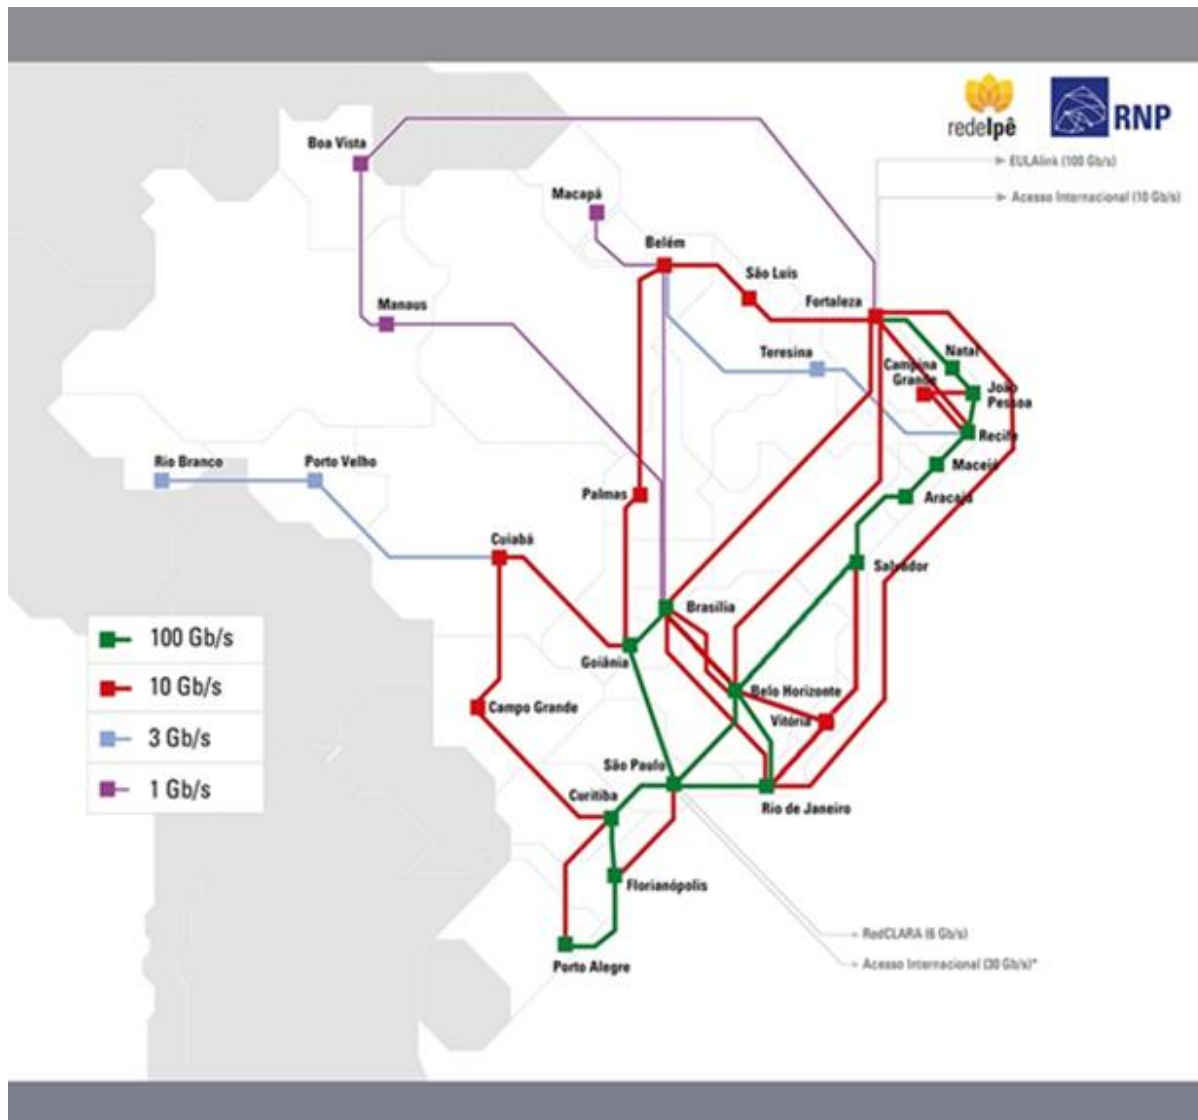 redeIpê
RNP
EULAlink (100 Gb/s)
Acesso Internacional (10 Gb/s)
Boa Vista
Macapá
Belém
São Luís
Fortaleza
Manaus
Teresina
Natal
Campina
Grande
João
Pessoa
Recife
Rio Branco
Porto Velho
Palmas
Maceió
Aracaju
Cuiabá
Salvador
Brasília
100 Gb/s
10 Gb/s
3 Gb/s
1 Gb/s
Goiânia
Campo Grande
Belo Horizonte
Vitória
São Paulo
Curitiba
Rio de Janeiro
Florianópolis
Porto Alegre
RedCLARA (6 Gb/s)
Acesso Internacional (30 Gb/s)*